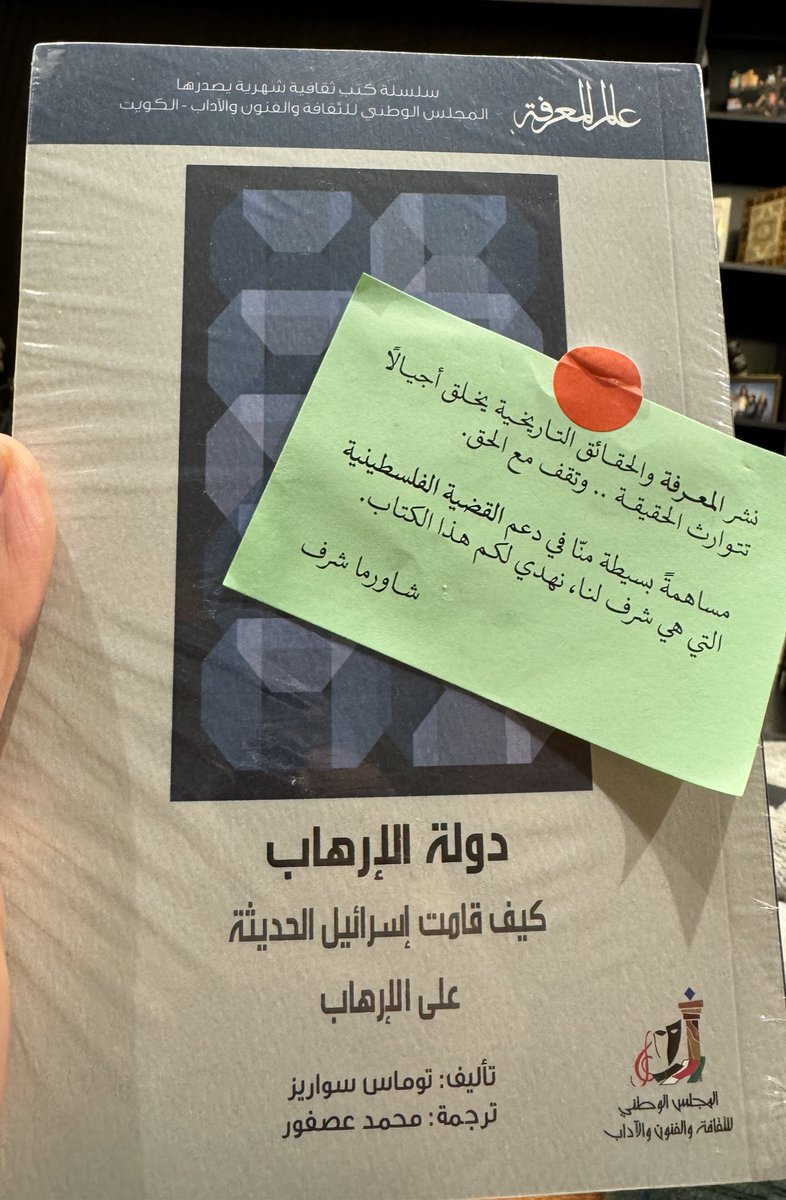 عالم المعرفة
سلسلة كتب ثقافية شهرية يصدرها
المجلس الوطني للثقافة والفنون والآداب - الكويت
نشر المعرفة والحقائق التاريخية يخلق أجيالًا
تتوارث الحقيقة .. وتقف مع الحق.
مساهمةً بسيطة منّا في دعم القضية الفلسطينية
التي هي شرف لنا، نهدي لكم هذا الكتاب.
شاورما شرف
دولة الإرهاب
كيف قامت إسرائيل الحديثة
على الإرهاب
تأليف: توماس سواريز
ترجمة: محمد عصفور
المجلس الوطني
للثقافة والفنون والآداب